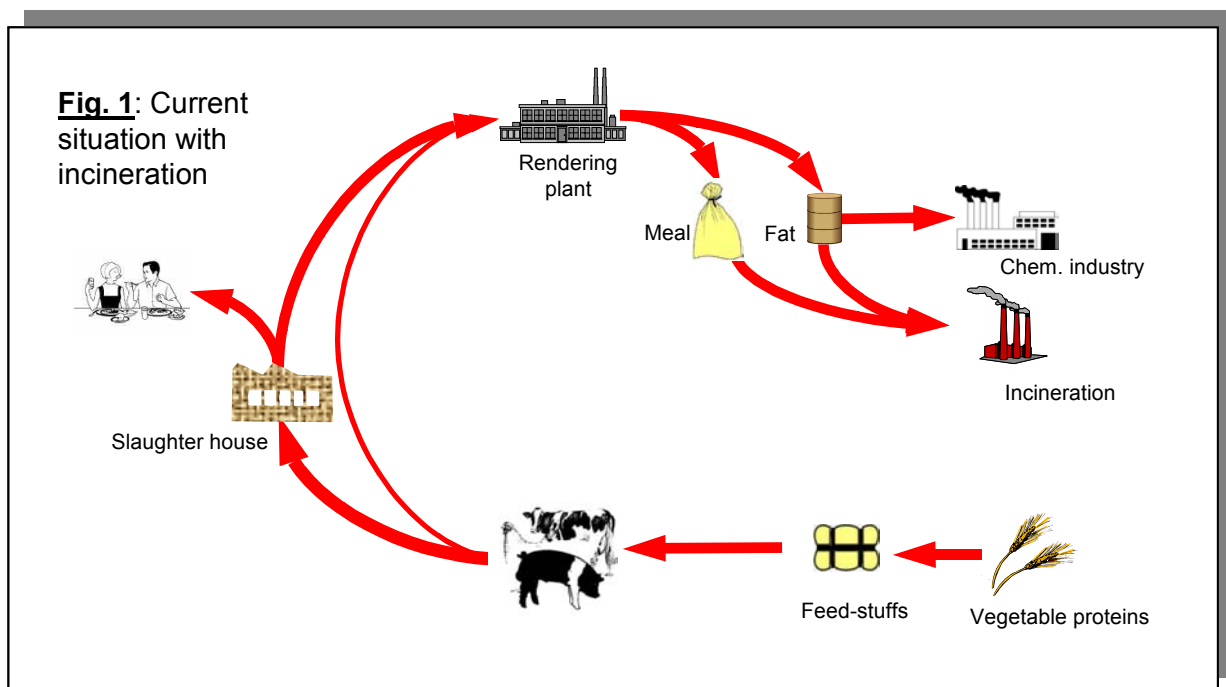 Fig. 1: Current
situation with
incineration
Rendering
plant
Meal
Fat
Chem. industry
Incineration
Slaughter house
Feed-stuffs
Vegetable proteins